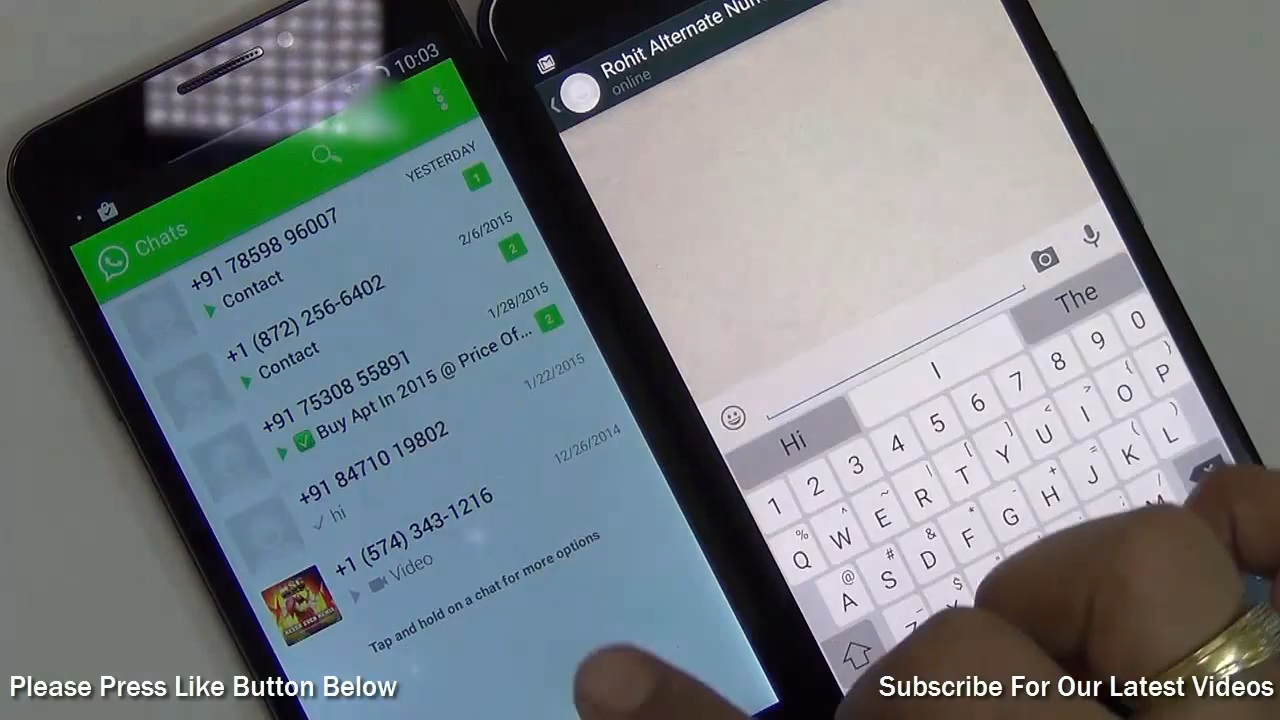 10:03
Chats
YESTERDAY
+91 78598 96007
1
Contact
2/6/2015
+1 (872) 256-6402
2
Contact
1/28/2015
+91 75308 55891
2
Buy Apt In 2015 @ Price Of...
1/22/2015
+91 84710 19802
hi
12/26/2014
+1 (574) 343-1216
Video
Tap and hold on a chat for more options
Rohit Alternate
online
Hi I The
1 2 3 4 5 6 7 8 9 0
% ^ ~ | [ ] < > { }
Q W E R T Y U I O P
@ # & * - + = ( )
A S D F G H J K L
_ $ /
Z M
Please Press Like Button Below
Subscribe For Our Latest Videos